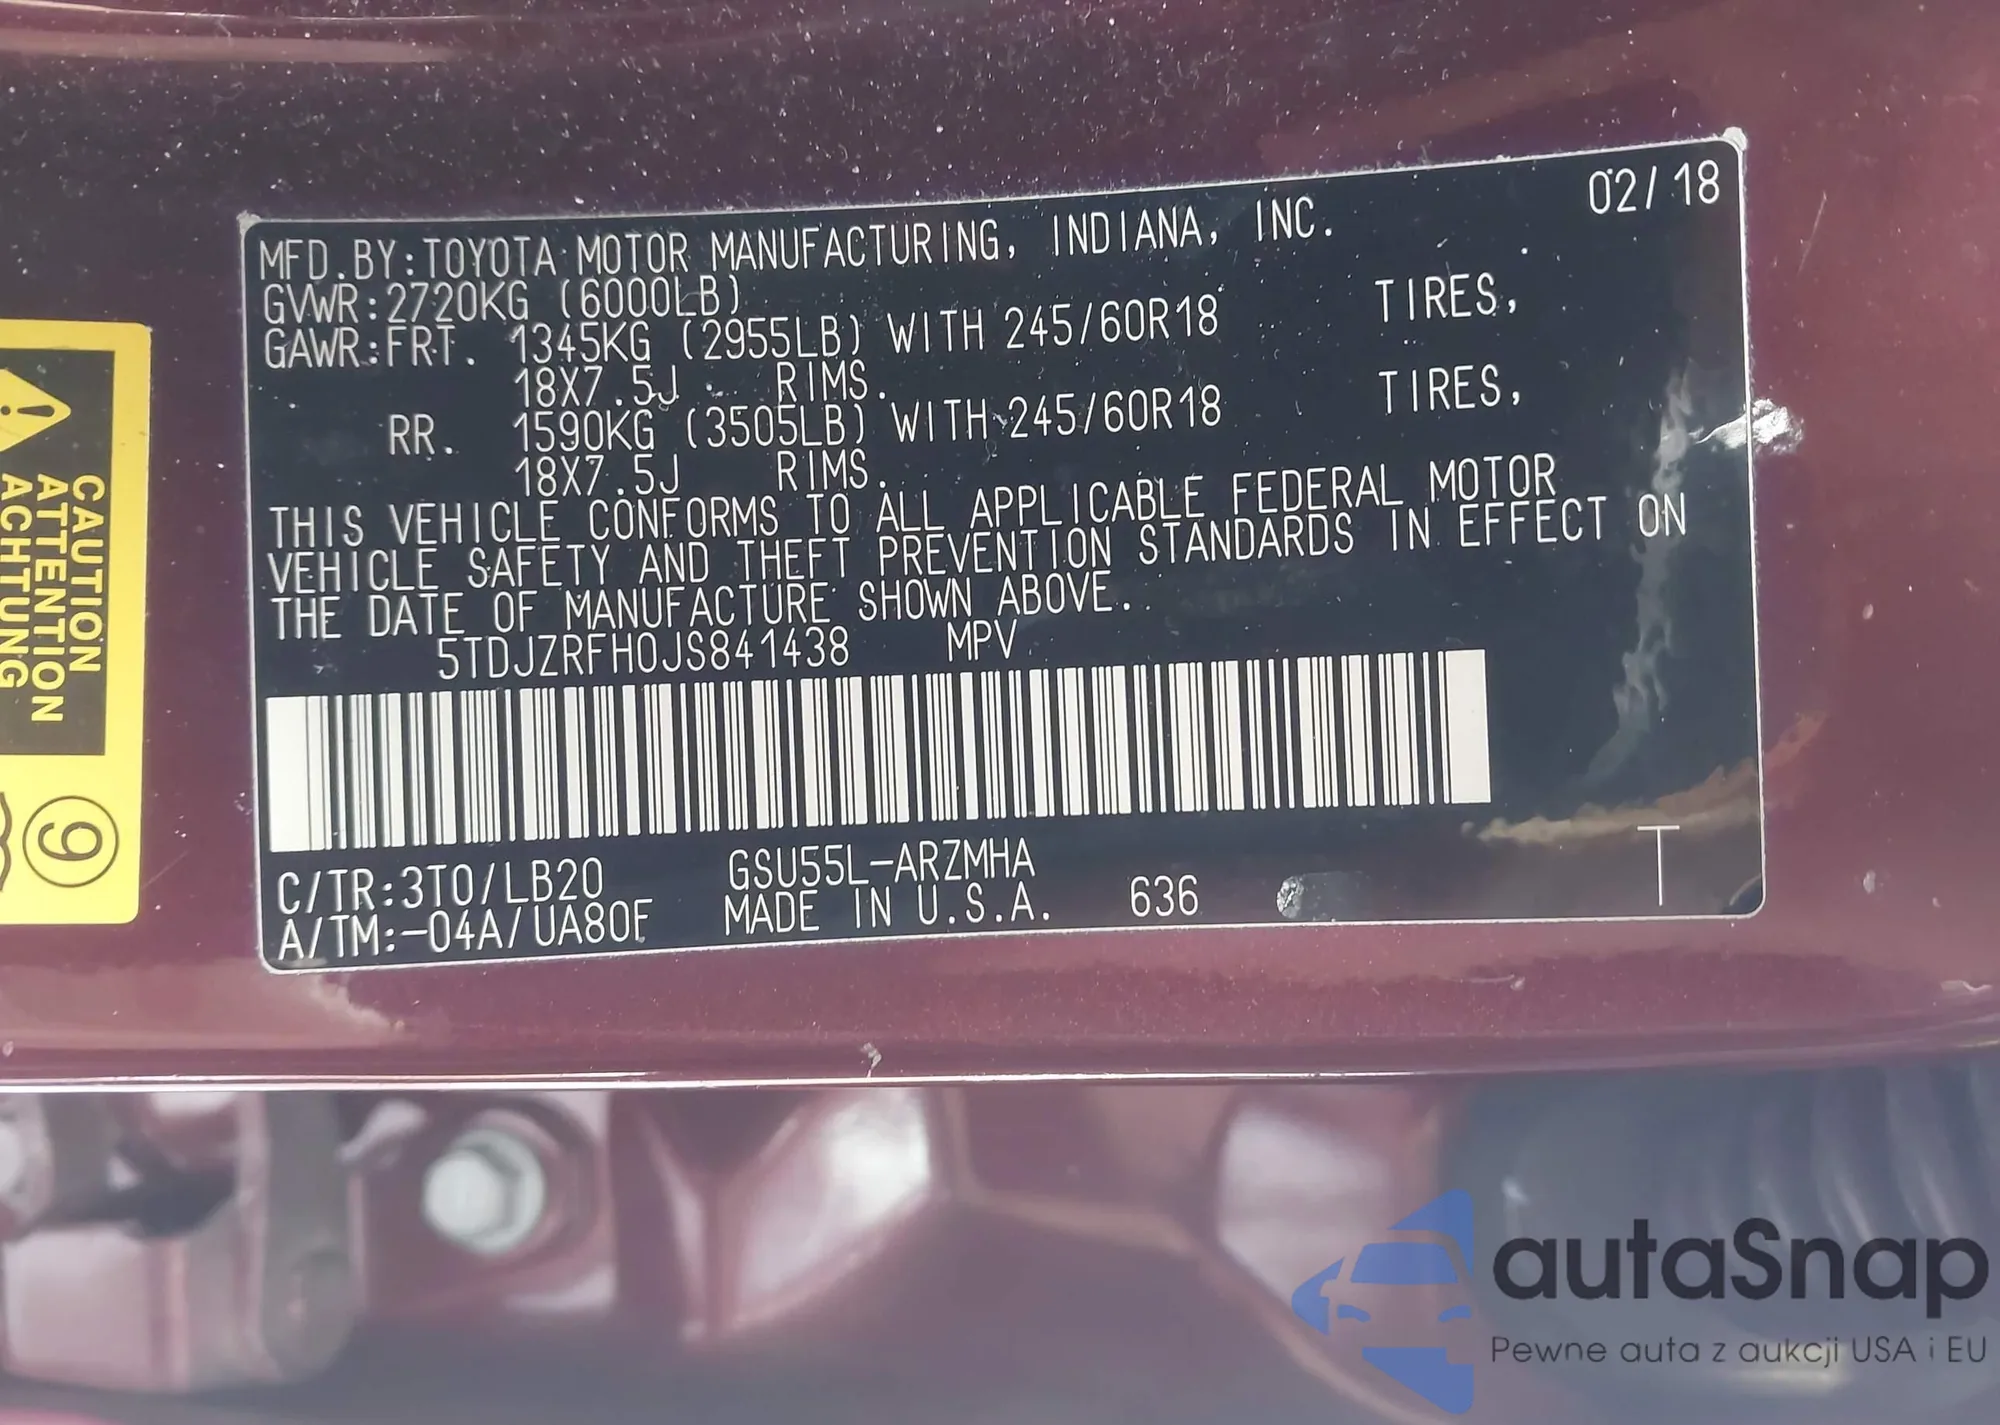 02/18
MFD.BY:TOYOTA MOTOR MANUFACTURING, INDIANA, INC.
GVWR:2720KG (6000LB)
GAWR:FRT. 1345KG (2955LB) WITH 245/60R18 TIRES,
18X7.5J RIMS.
RR. 1590KG (3505LB) WITH 245/60R18 TIRES,
18X7.5J RIMS.
THIS VEHICLE CONFORMS TO ALL APPLICABLE FEDERAL MOTOR
VEHICLE SAFETY AND THEFT PREVENTION STANDARDS IN EFFECT ON
THE DATE OF MANUFACTURE SHOWN ABOVE.
5TDJZRFH0JS841438 MPV
C/TR:3T0/LB20 GSU55L-ARZMHA
A/TM:-04A/UA80F MADE IN U.S.A. 636
T
CAUTION
ATTENTION
ACHTUNG
9
autaSnap
Pewne auta z aukcji USA i EU